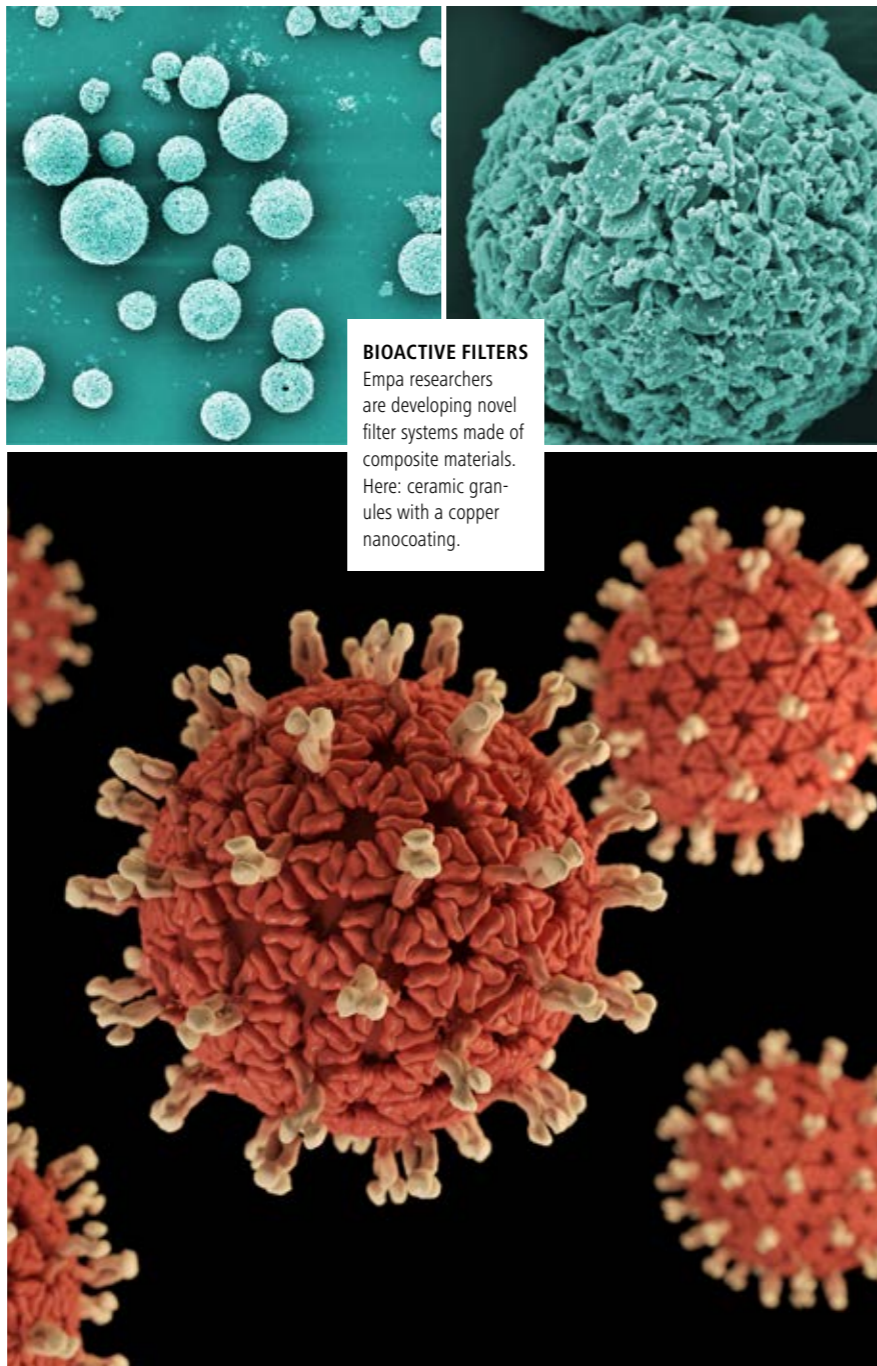 BIOACTIVE FILTERS
Empa researchers
are developing novel
filter systems made of
composite materials.
Here: ceramic gran-
ules with a copper
nanocoating.